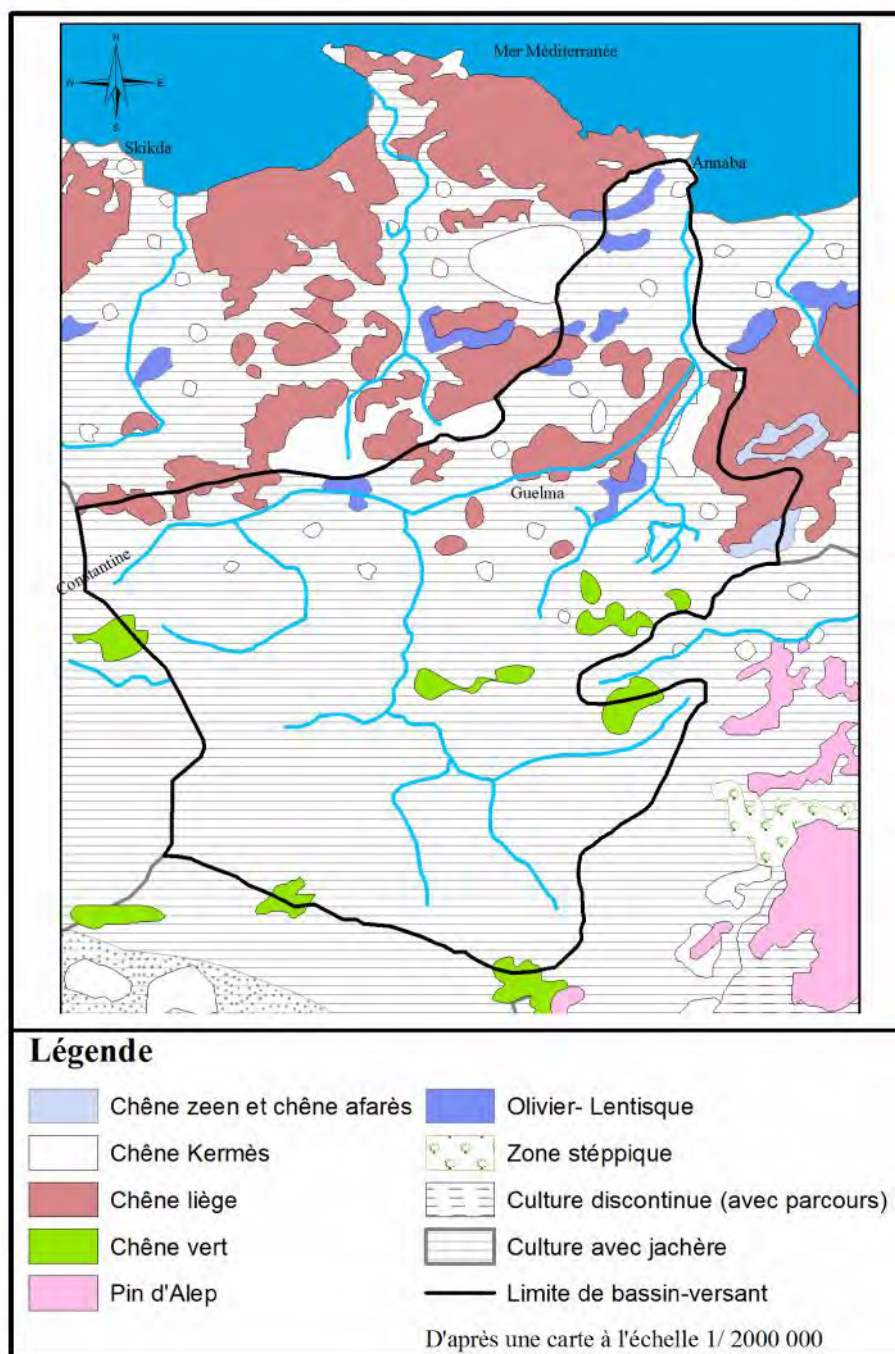 Mer Méditerranée
N
W E
S
Skikda
Annaba
Guelma
Constantine
Légende
Chêne zeen et chêne afarès
Chêne Kermès
Chêne liège
Chêne vert
Pin d'Alep
Olivier- Lentisque
Zone stéppique
Culture discontinue (avec parcours)
Culture avec jachère
Limite de bassin-versant
D'après une carte à l'échelle 1/ 2000 000